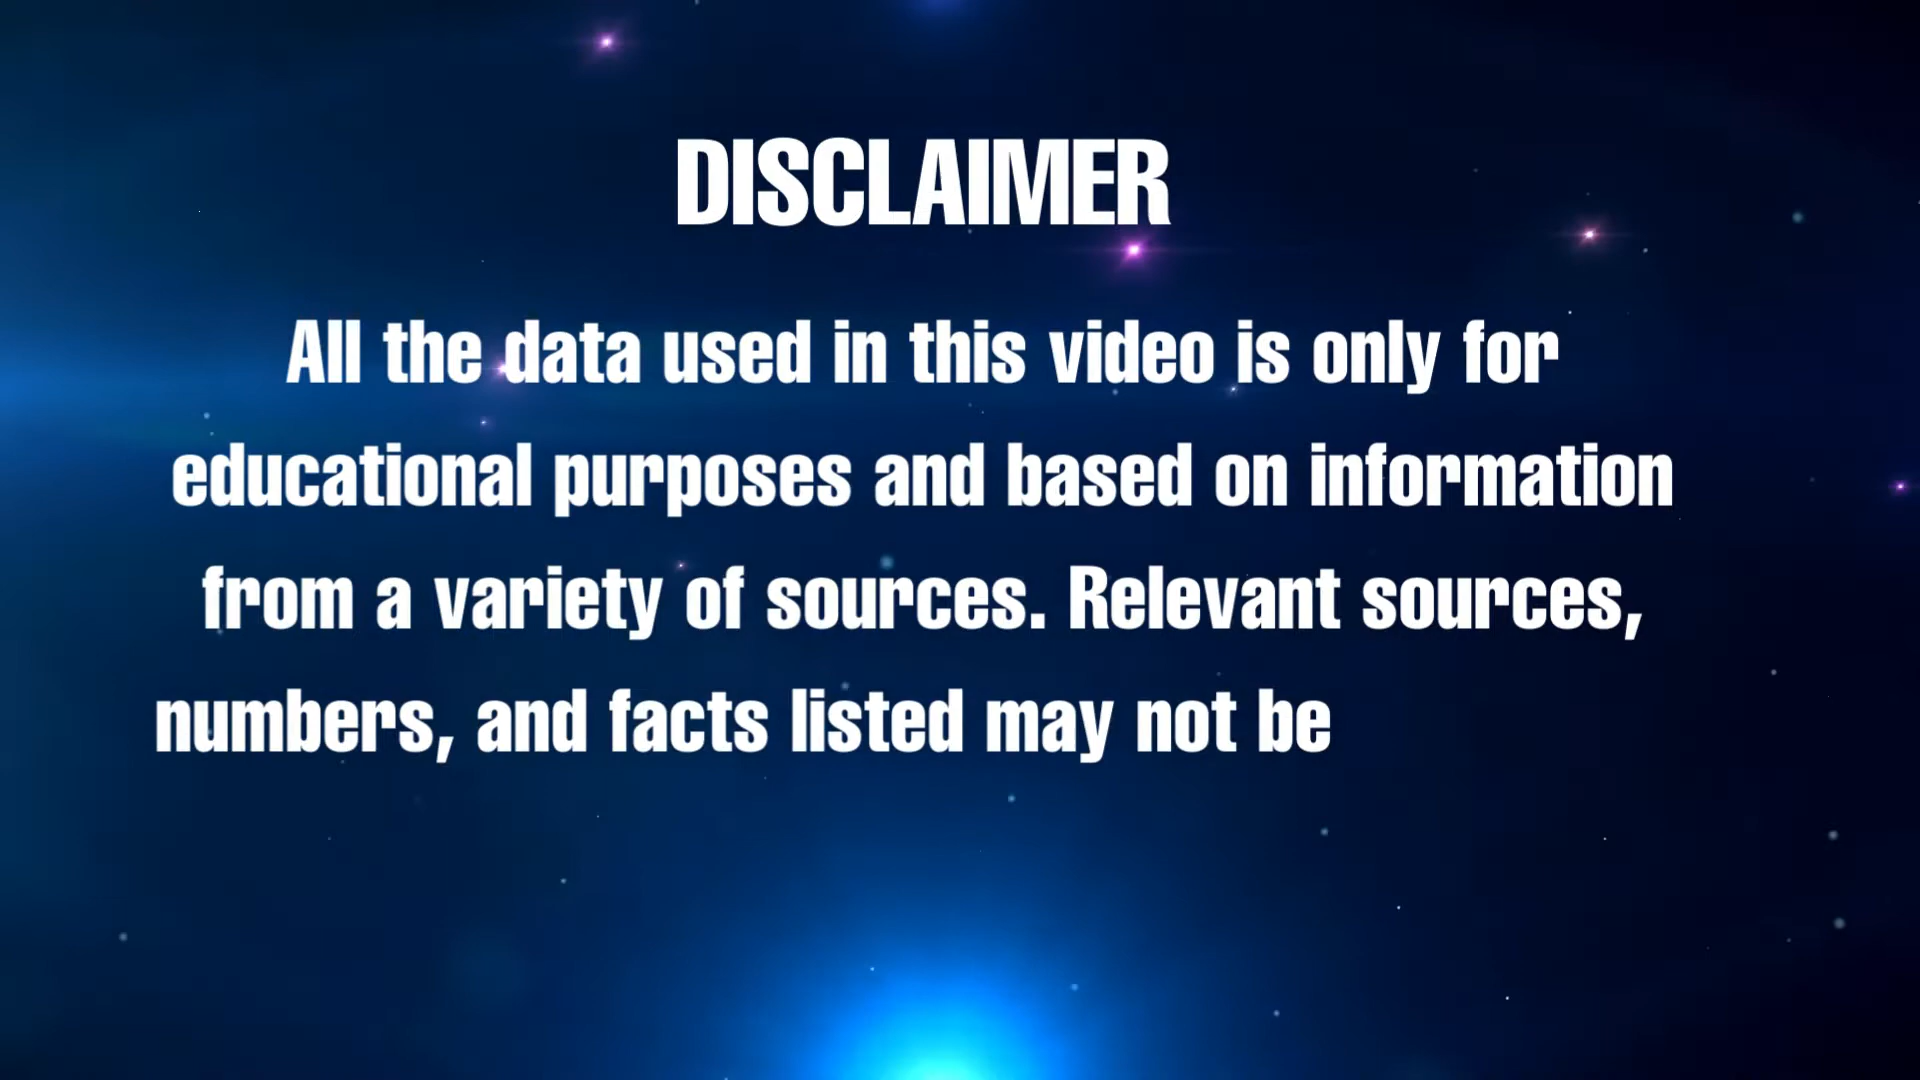 DISCLAIMER
All the data used in this video is only for
educational purposes and based on information
from a variety of sources. Relevant sources,
numbers, and facts listed may not be